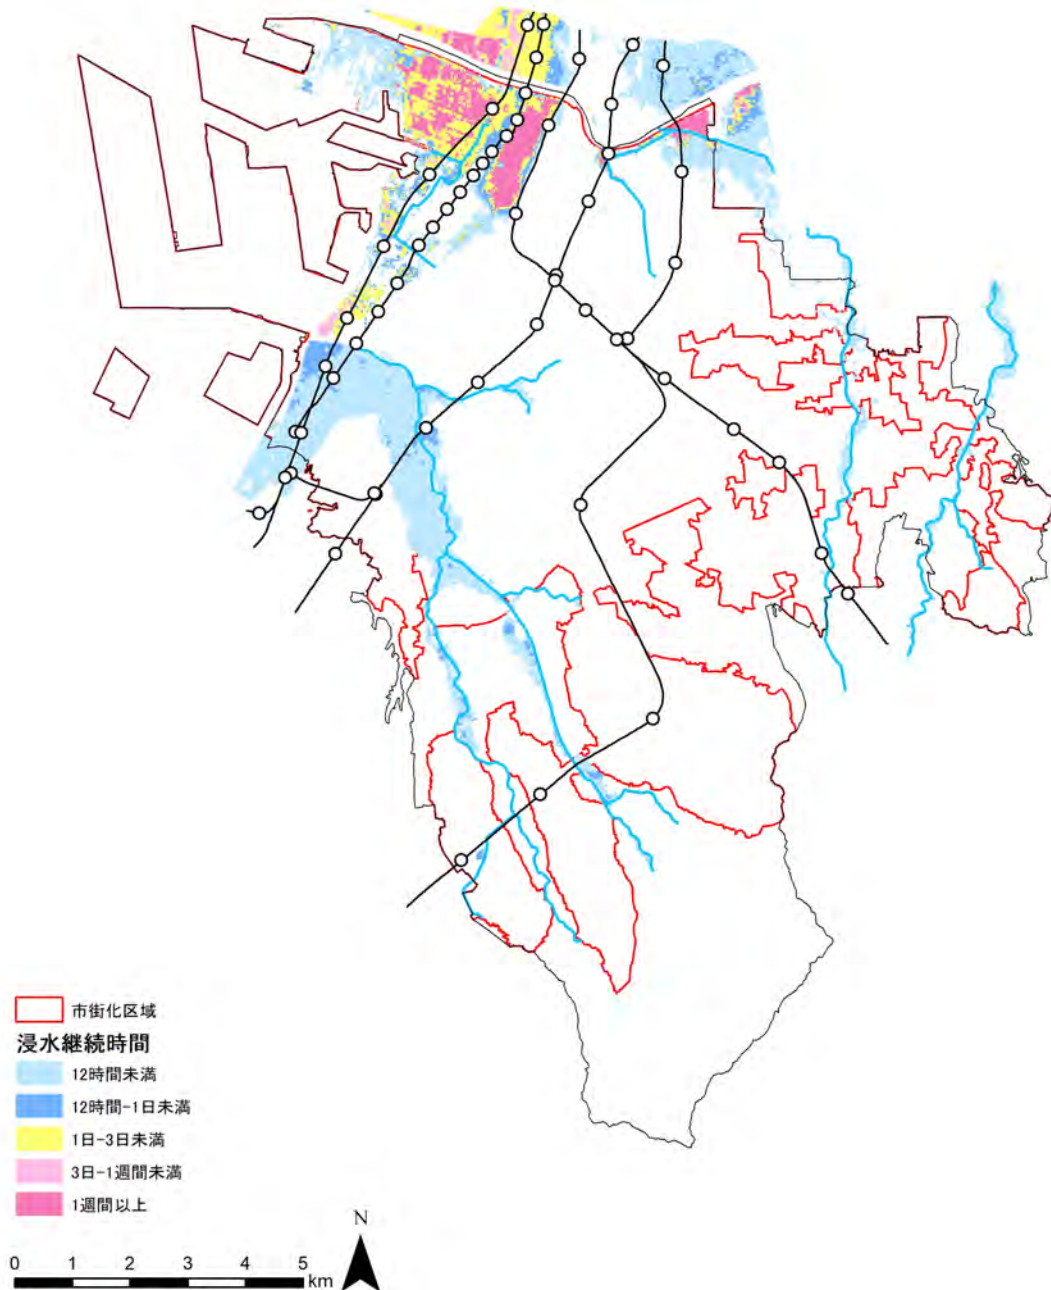 市街化区域
浸水継続時間
12時間未満
12時間-1日未満
1日-3日未満
3日-1週間未満
1週間以上
N
0 1 2 3 4 5
km